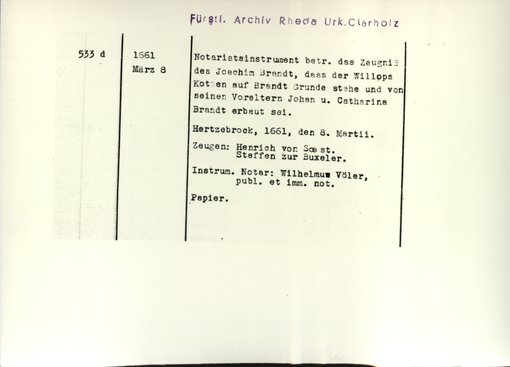 Fürstl. Archiv Rheda Urk. Clarholz
533 d
1661
März 8
Notariatsinstrument betr. das Zeugniß
des Joachim Brandt, dass der Willops
Kotten auf Brandt Grunde stehe und von
seinen Voreltern Johan u. Catharina
Brandt erbaut sei.
Hertzebrock, 1661, den 8. Martii.
Zeugen: Henrich von Soest.
Steffen zur Buxeler.
Instrum. Notar: Wilhelmus Völer,
publ. et imm. not.
Papier.